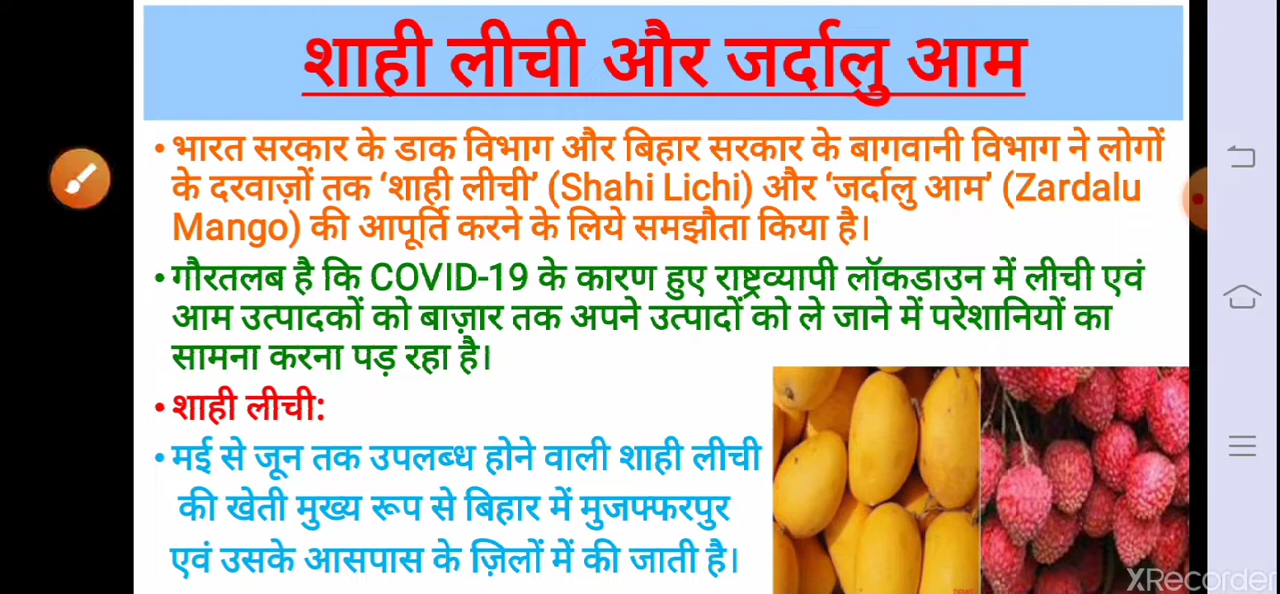 शाही लीची और जर्दालु आम
• भारत सरकार के डाक विभाग और बिहार सरकार के बागवानी विभाग ने लोगों
के दरवाज़ों तक ‘शाही लीची’ (Shahi Lichi) और ‘जर्दालु आम’ (Zardalu
Mango) की आपूर्ति करने के लिये समझौता किया है।
• गौरतलब है कि COVID-19 के कारण हुए राष्ट्रव्यापी लॉकडाउन में लीची एवं
आम उत्पादकों को बाज़ार तक अपने उत्पादों को ले जाने में परेशानियों का
सामना करना पड़ रहा है।
• शाही लीची:
• मई से जून तक उपलब्ध होने वाली शाही लीची
की खेती मुख्य रूप से बिहार में मुजफ्फरपुर
एवं उसके आसपास के ज़िलों में की जाती है।
XRecorder